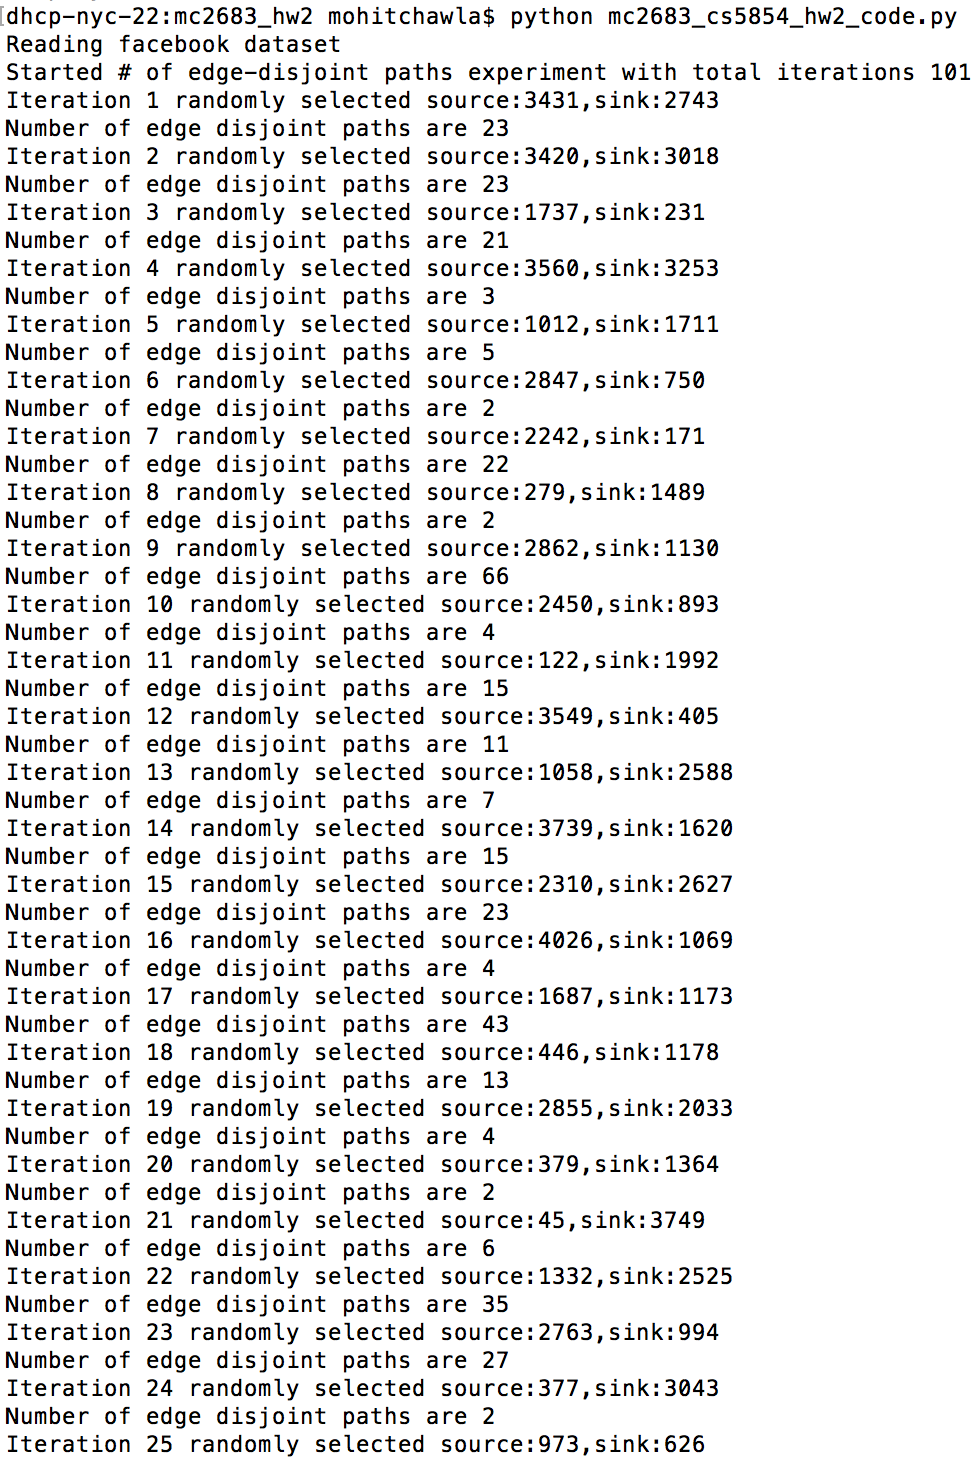 [dhcp-nyc-22:mc2683_hw2 mohitchawla$ python mc2683_cs5854_hw2_code.py
Reading facebook dataset
Started # of edge-disjoint paths experiment with total iterations 101
Iteration 1 randomly selected source:3431,sink:2743
Number of edge disjoint paths are 23
Iteration 2 randomly selected source:3420,sink:3018
Number of edge disjoint paths are 23
Iteration 3 randomly selected source:1737,sink:231
Number of edge disjoint paths are 21
Iteration 4 randomly selected source:3560,sink:3253
Number of edge disjoint paths are 3
Iteration 5 randomly selected source:1012,sink:1711
Number of edge disjoint paths are 5
Iteration 6 randomly selected source:2847,sink:750
Number of edge disjoint paths are 2
Iteration 7 randomly selected source:2242,sink:171
Number of edge disjoint paths are 22
Iteration 8 randomly selected source:279,sink:1489
Number of edge disjoint paths are 2
Iteration 9 randomly selected source:2862,sink:1130
Number of edge disjoint paths are 66
Iteration 10 randomly selected source:2450,sink:893
Number of edge disjoint paths are 4
Iteration 11 randomly selected source:122,sink:1992
Number of edge disjoint paths are 15
Iteration 12 randomly selected source:3549,sink:405
Number of edge disjoint paths are 11
Iteration 13 randomly selected source:1058,sink:2588
Number of edge disjoint paths are 7
Iteration 14 randomly selected source:3739,sink:1620
Number of edge disjoint paths are 15
Iteration 15 randomly selected source:2310,sink:2627
Number of edge disjoint paths are 23
Iteration 16 randomly selected source:4026,sink:1069
Number of edge disjoint paths are 4
Iteration 17 randomly selected source:1687,sink:1173
Number of edge disjoint paths are 43
Iteration 18 randomly selected source:446,sink:1178
Number of edge disjoint paths are 13
Iteration 19 randomly selected source:2855,sink:2033
Number of edge disjoint paths are 4
Iteration 20 randomly selected source:379,sink:1364
Number of edge disjoint paths are 2
Iteration 21 randomly selected source:45,sink:3749
Number of edge disjoint paths are 6
Iteration 22 randomly selected source:1332,sink:2525
Number of edge disjoint paths are 35
Iteration 23 randomly selected source:2763,sink:994
Number of edge disjoint paths are 27
Iteration 24 randomly selected source:377,sink:3043
Number of edge disjoint paths are 2
Iteration 25 randomly selected source:973,sink:626